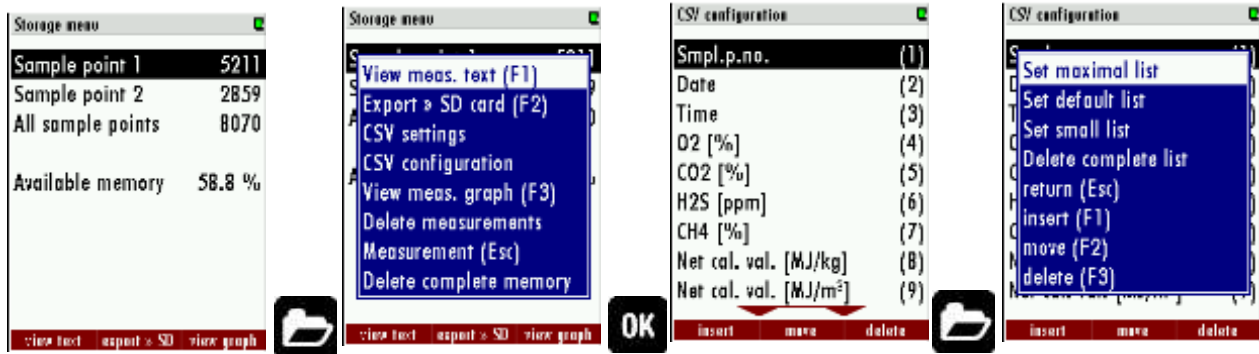 Storage menu
Sample point 1 5211
Sample point 2 2859
All sample points 8070
Available memory 58.8 %
view text export » SD view graph
Storage menu
View meas. text (F1)
Export » SD card (F2)
CSV settings
CSV configuration
View meas. graph (F3)
Delete measurements
Measurement (Esc)
Delete complete memory
view text export » SD view graph
OK
CSV configuration
Smpl.p.no. (1)
Date (2)
Time (3)
O2 [%] (4)
CO2 [%] (5)
H2S [ppm] (6)
CH4 [%] (7)
Net cal. val. [MJ/kg] (8)
Net cal. val. [MJ/m³] (9)
insert move delete
CSV configuration
Set maximal list
Set default list
Set small list
Delete complete list
return (Esc)
insert (F1)
move (F2)
delete (F3)
insert move delete